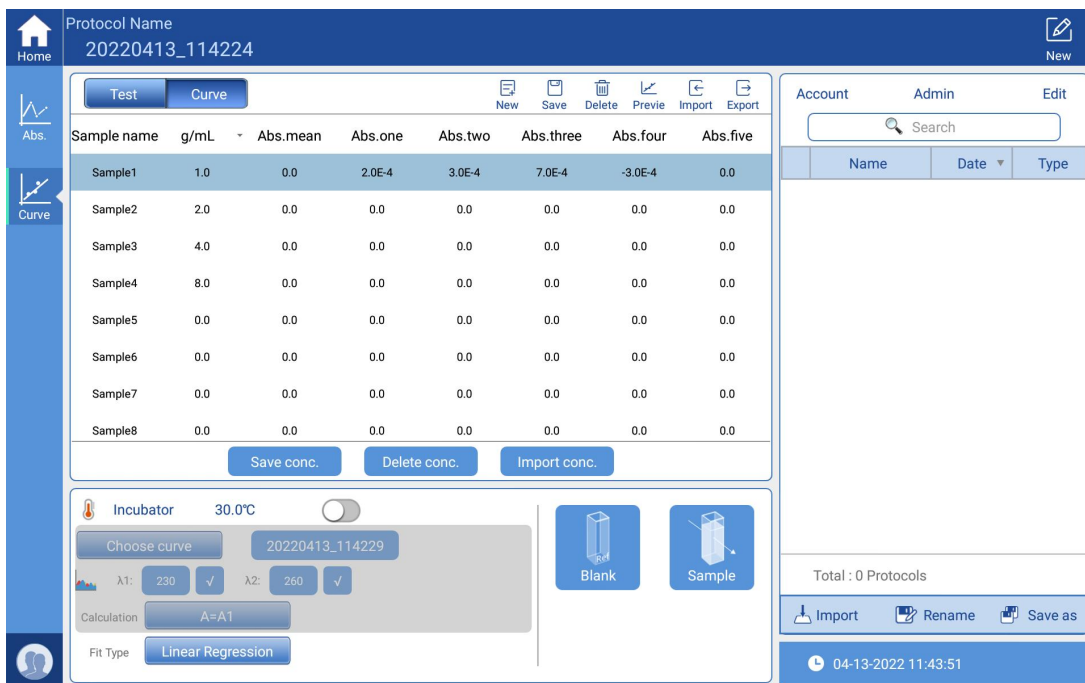 Home
Protocol Name
20220413_114224
New
Abs.
Curve
Test Curve
New Save Delete Previe Import Export
Sample name g/mL Abs.mean Abs.one Abs.two Abs.three Abs.four Abs.five
Sample1 1.0 0.0 2.0E-4 3.0E-4 7.0E-4 -3.0E-4 0.0
Sample2 2.0 0.0 0.0 0.0 0.0 0.0 0.0
Sample3 4.0 0.0 0.0 0.0 0.0 0.0 0.0
Sample4 8.0 0.0 0.0 0.0 0.0 0.0 0.0
Sample5 0.0 0.0 0.0 0.0 0.0 0.0 0.0
Sample6 0.0 0.0 0.0 0.0 0.0 0.0 0.0
Sample7 0.0 0.0 0.0 0.0 0.0 0.0 0.0
Sample8 0.0 0.0 0.0 0.0 0.0 0.0 0.0
Save conc. Delete conc. Import conc.
Incubator 30.0℃
Choose curve 20220413_114229
λ1: 230 √ λ2: 260 √
Calculation A=A1
Fit Type Linear Regression
Ref
Blank Sample
Account Admin Edit
Search
Name Date Type
Total : 0 Protocols
Import Rename Save as
04-13-2022 11:43:51